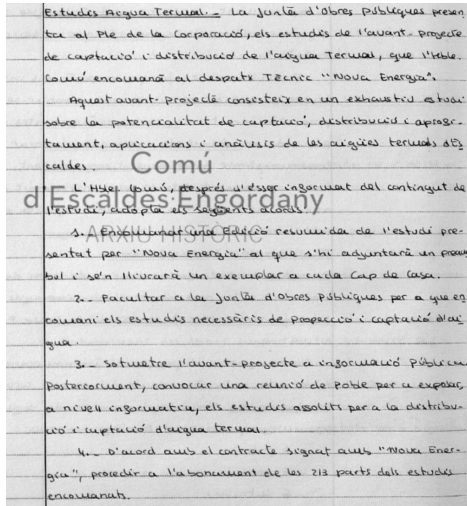 Estudis Aigua Termal.- La Junta d'Obres Públiques presen
ta al Ple de la Corporació, els estudis de l'avant-projecte
de captació i distribució de l'aigua Termal, que l'Hble.
Comú encomanà al despatx Tècnic "Nova Energia".
Aquest avant-projecte consisteix en un exhaustiu estudi
sobre la potencialitat de captació, distribució i aprofi-
tament, aplicacions i anàlisis de les aigües termals d'Es
caldes.
Comú
d'Escaldes-Engordany
ARXIU HISTÒRIC
L'Hble. Comú, després d'ésser informat del contingut de
l'estudi, adopta els següents acords:
1.- Encomanar una Edició resumida de l'estudi pre-
sentat per "Nova Energia" al que s'hi adjuntarà un
bul i se'n lliurarà un exemplar a cada Cap de Casa.
2.- Facultar a la Junta d'Obres Públiques per a que en
comani els estudis necessàris de propecció i captació d'ai
gua.
3.- Sotmetre l'avant-projecte a informació pública
Posteriorment, convocar una reunió de Poble per a exposar,
a nivell informatiu, els estudis assolits per a la distribu-
ció i captació d'aigua termal.
4.- D'acord amb el contracte signat amb "Nova Ener-
gia", procedir a l'abonament de les 2/3 parts dels estudis
encomanats.